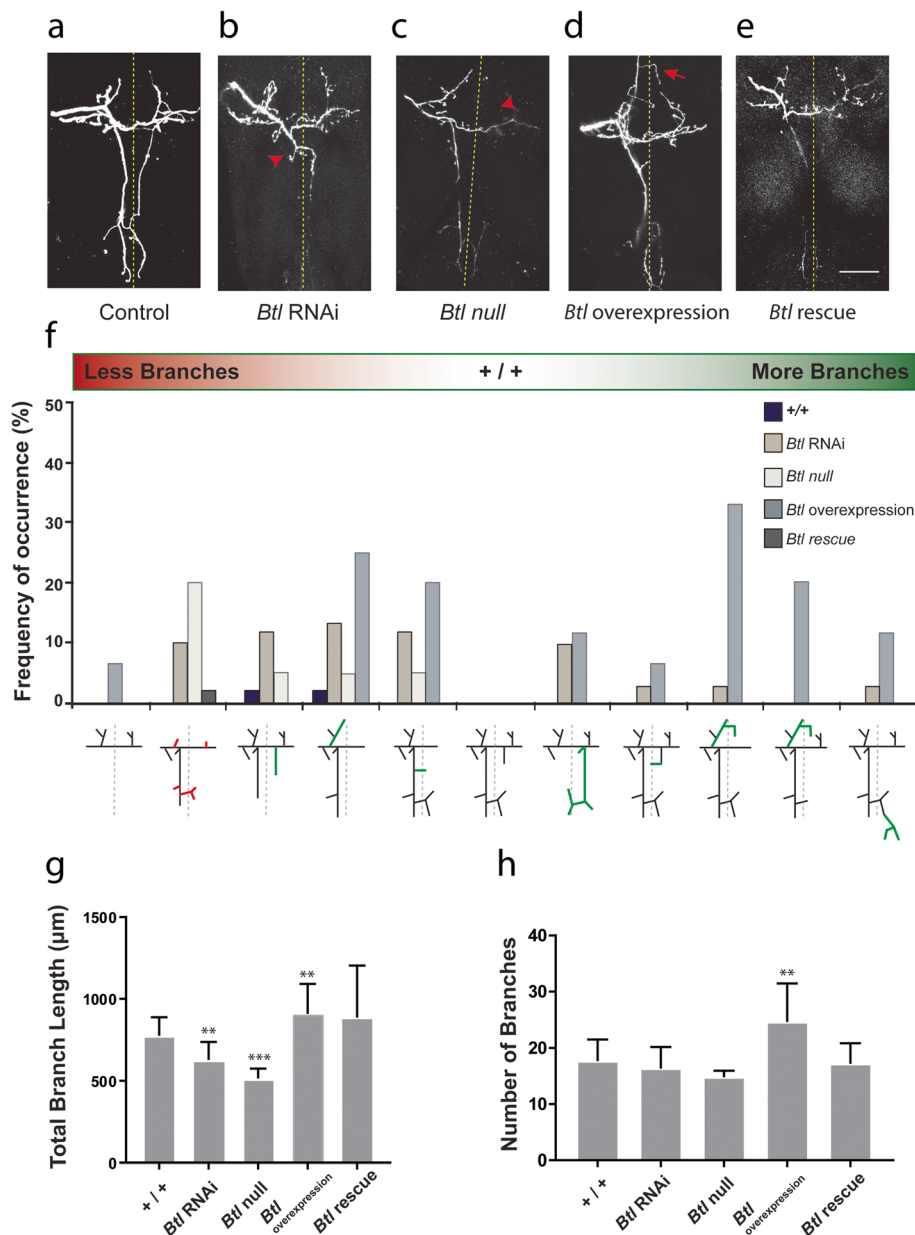 a
b
c
d
e
Control
Btl RNAi
Btl null
Btl overexpression
Btl rescue
f
Less Branches
+ / +
More Branches
Frequency of occurrence (%)
50
40
30
20
10
0
+/+
Btl RNAi
Btl null
Btl overexpression
Btl rescue
g
Total Branch Length (μm)
1500
1000
500
0
**
***
**
+ / +
Btl RNAi
Btl null
Btl overexpression
Btl rescue
h
Number of Branches
40
30
20
10
0
**
+ / +
Btl RNAi
Btl null
Btl overexpression
Btl rescue